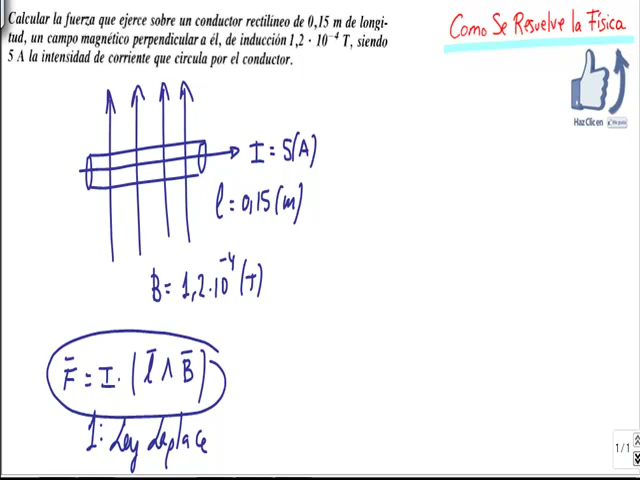 Calcular la fuerza que ejerce sobre un conductor rectilíneo de 0,15 m de longi-
tud, un campo magnético perpendicular a él, de inducción 1,2 · 10⁻⁴ T, siendo
5 A la intensidad de corriente que circula por el conductor.
Como Se Resuelve la Física
Haz Clic en Me gusta
I = 5(A)
l = 0,15(m)
B = 1,2·10⁻⁴(T)
F̄ = I·(l̄ ∧ B̄)
1: Ley Laplace
1/1